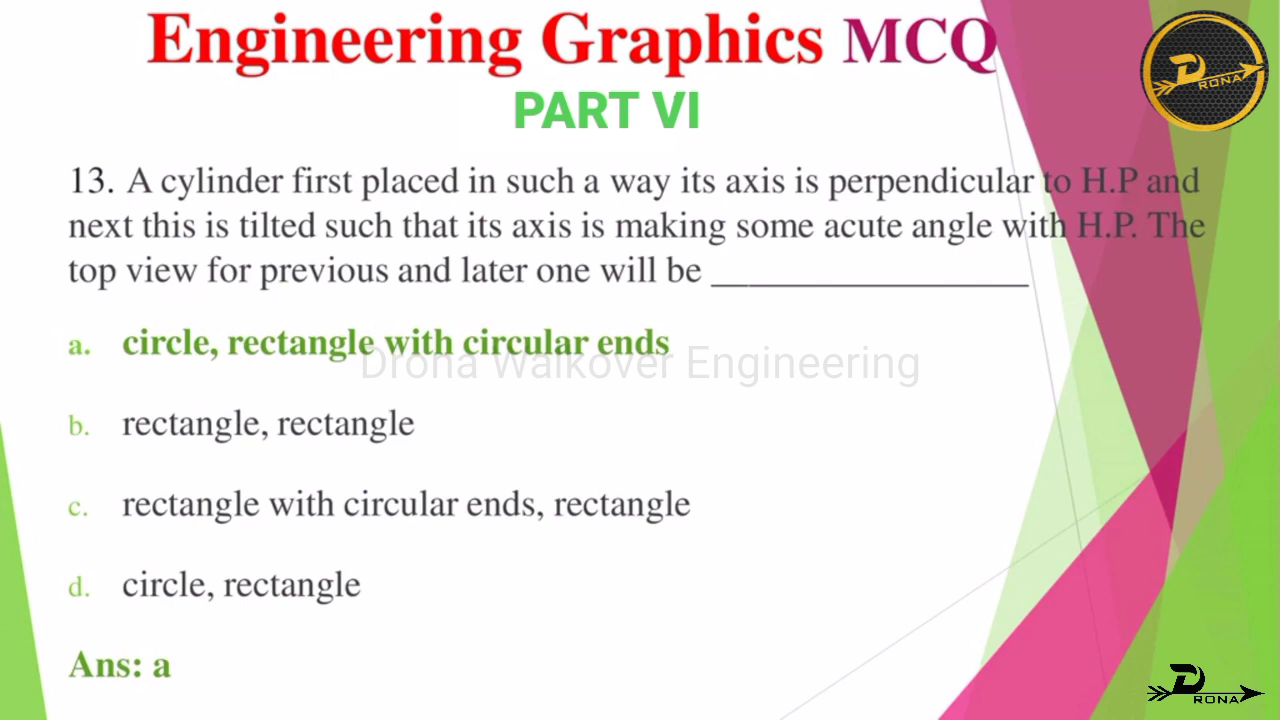 Engineering Graphics MCQ
PART VI
13. A cylinder first placed in such a way its axis is perpendicular to H.P and
next this is tilted such that its axis is making some acute angle with H.P. The
top view for previous and later one will be _________________
a. circle, rectangle with circular ends
Drona Walkover Engineering
b. rectangle, rectangle
c. rectangle with circular ends, rectangle
d. circle, rectangle
Ans: a
D
RONA
D
RONA